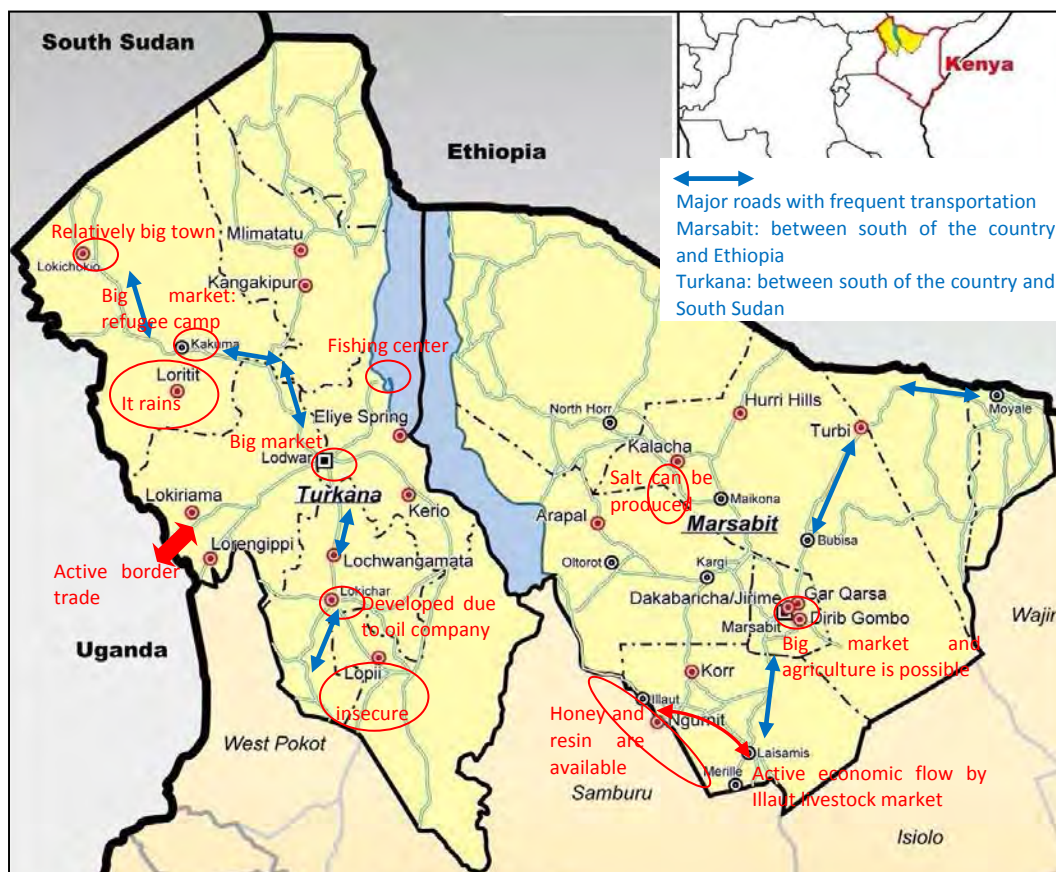 South Sudan
Ethiopia
Kenya
Major roads with frequent transportation
Marsabit: between south of the country
and Ethiopia
Turkana: between south of the country and
South Sudan
Relatively big town
Lokichokio
Mlimatatu
Kangakipur
Big market:
refugee camp
Kakuma
Fishing center
Loritit
It rains
Eliye Spring
Big market
Lodwar
Turkana
Lokiriama
Kerio
Lorengippi
Lochwangamata
Active border
trade
Lokichar
Developed due
to oil company
Uganda
Lopii
insecure
West Pokot
North Horr
Hurri Hills
Moyale
Turbi
Kalacha
Salt can be
produced
Maikona
Marsabit
Arapal
Bubisa
Oltorot
Kargi
Dakabaricha/Jirime
Gar Qarsa
Marsabit
Dirib Gombo
Wajir
Big market and
agriculture is possible
Korr
Illaut
Ngurnit
Honey and
resin are
available
Laisamis
Merille
Active economic flow by
Illaut livestock market
Samburu
Isiolo